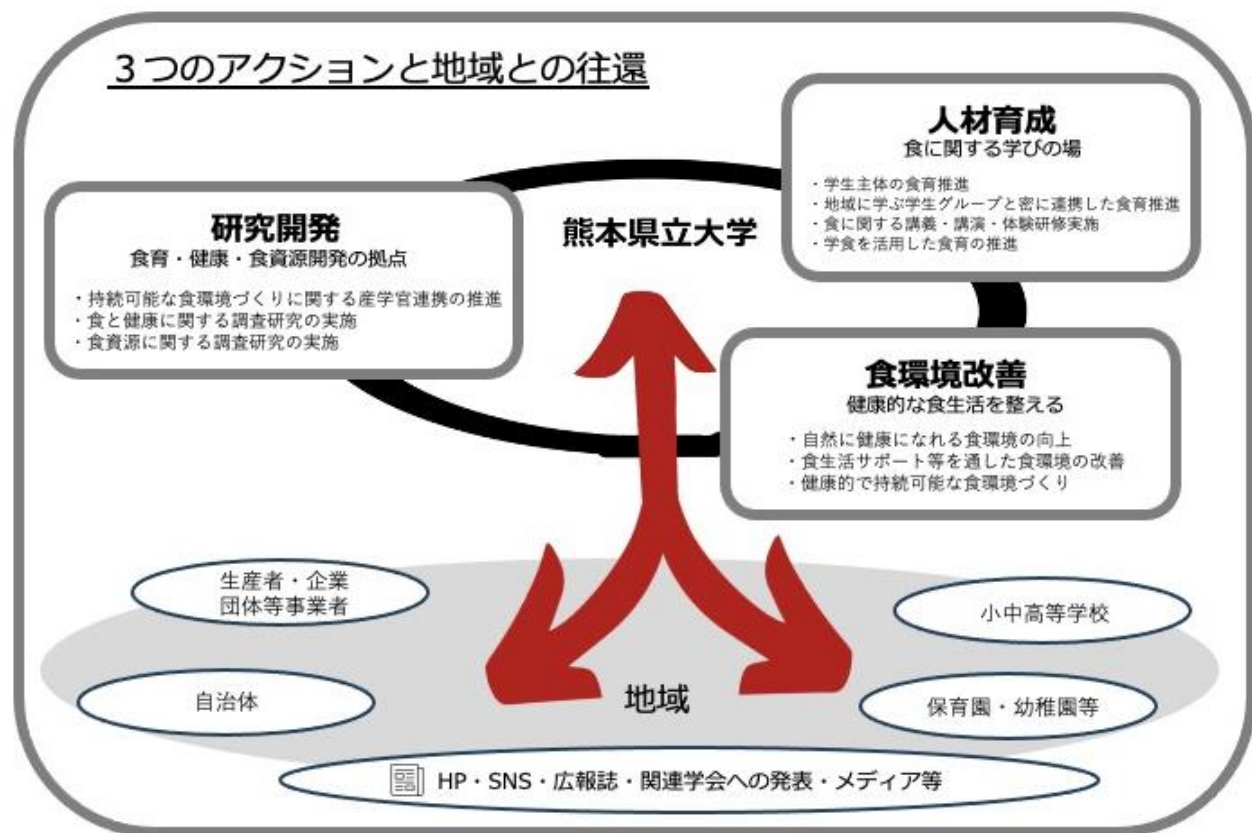 ３つのアクションと地域との往還
人材育成
食に関する学びの場
・学生主体の食育推進
・地域に学ぶ学生グループと密に連携した食育推進
・食に関する講義・講演・体験研修実施
・学食を活用した食育の推進
研究開発
食育・健康・食資源開発の拠点
・持続可能な食環境づくりに関する産学官連携の推進
・食と健康に関する調査研究の実施
・食資源に関する調査研究の実施
熊本県立大学
食環境改善
健康的な食生活を整える
・自然に健康になれる食環境の向上
・食生活サポート等を通した食環境の改善
・健康的で持続可能な食環境づくり
生産者・企業
団体等事業者
小中高等学校
自治体
地域
保育園・幼稚園等
HP・SNS・広報誌・関連学会への発表・メディア等